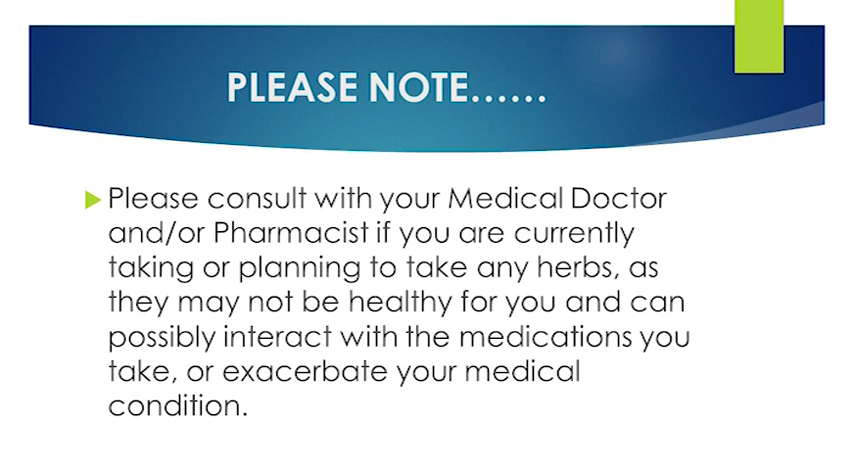 PLEASE NOTE......
Please consult with your Medical Doctor
and/or Pharmacist if you are currently
taking or planning to take any herbs, as
they may not be healthy for you and can
possibly interact with the medications you
take, or exacerbate your medical
condition.